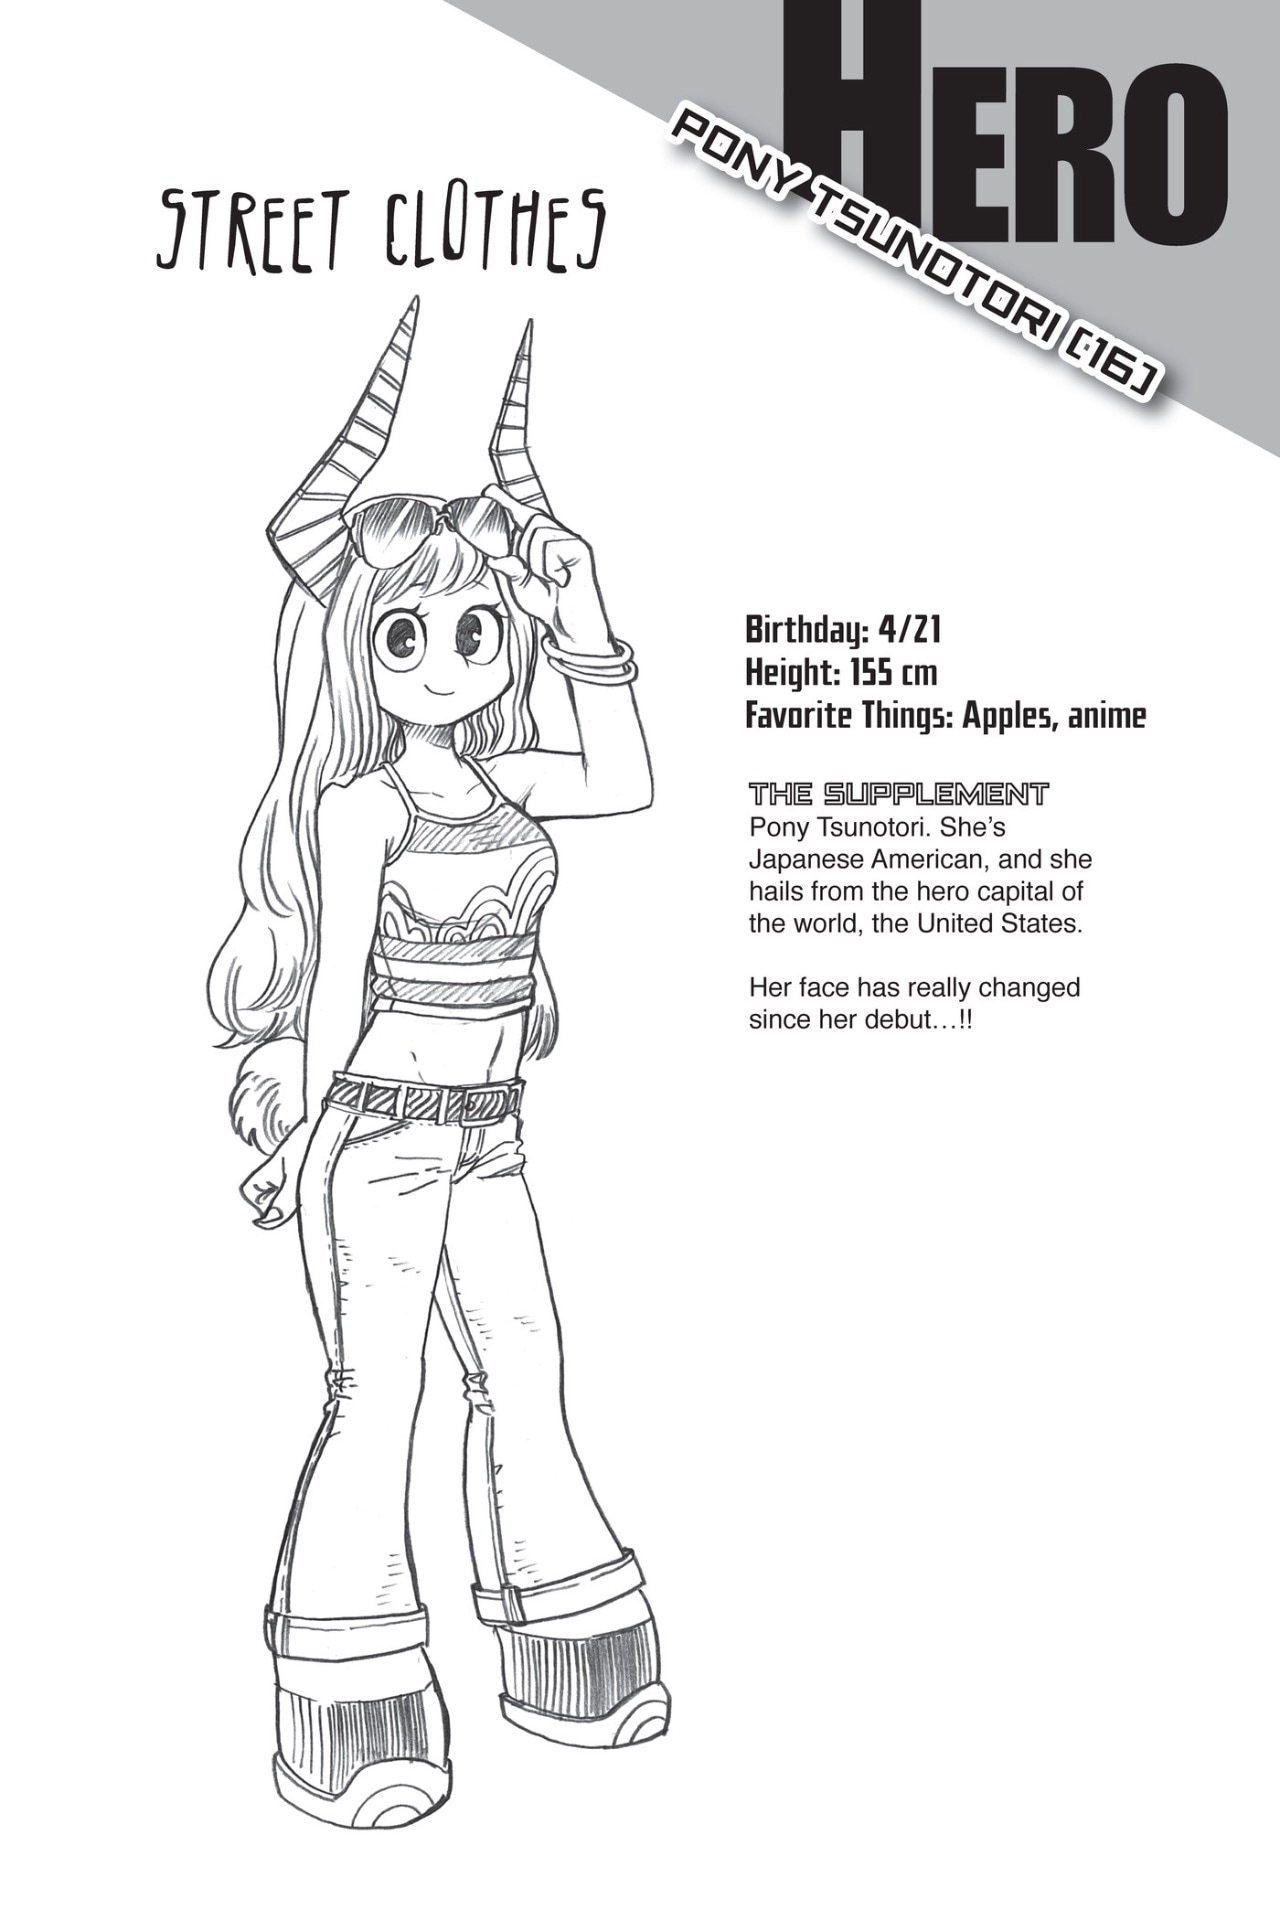 HERO
PONY TSUNOTORI (16)
STREET CLOTHES
Birthday: 4/21
Height: 155 cm
Favorite Things: Apples, anime
THE SUPPLEMENT
Pony Tsunotori. She’s
Japanese American, and she
hails from the hero capital of
the world, the United States.
Her face has really changed
since her debut…!!